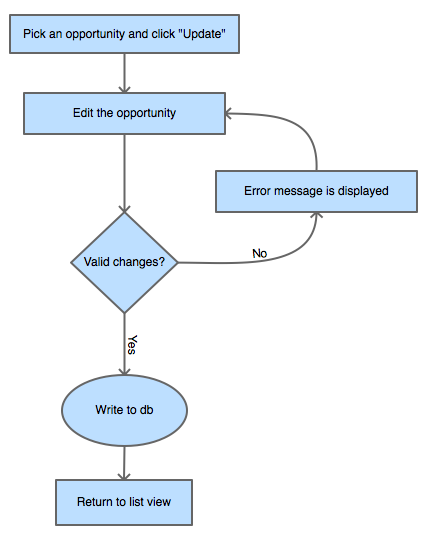 Pick an opportunity and click "Update"
Edit the opportunity
Error message is displayed
Valid changes?
No
Yes
Write to db
Return to list view